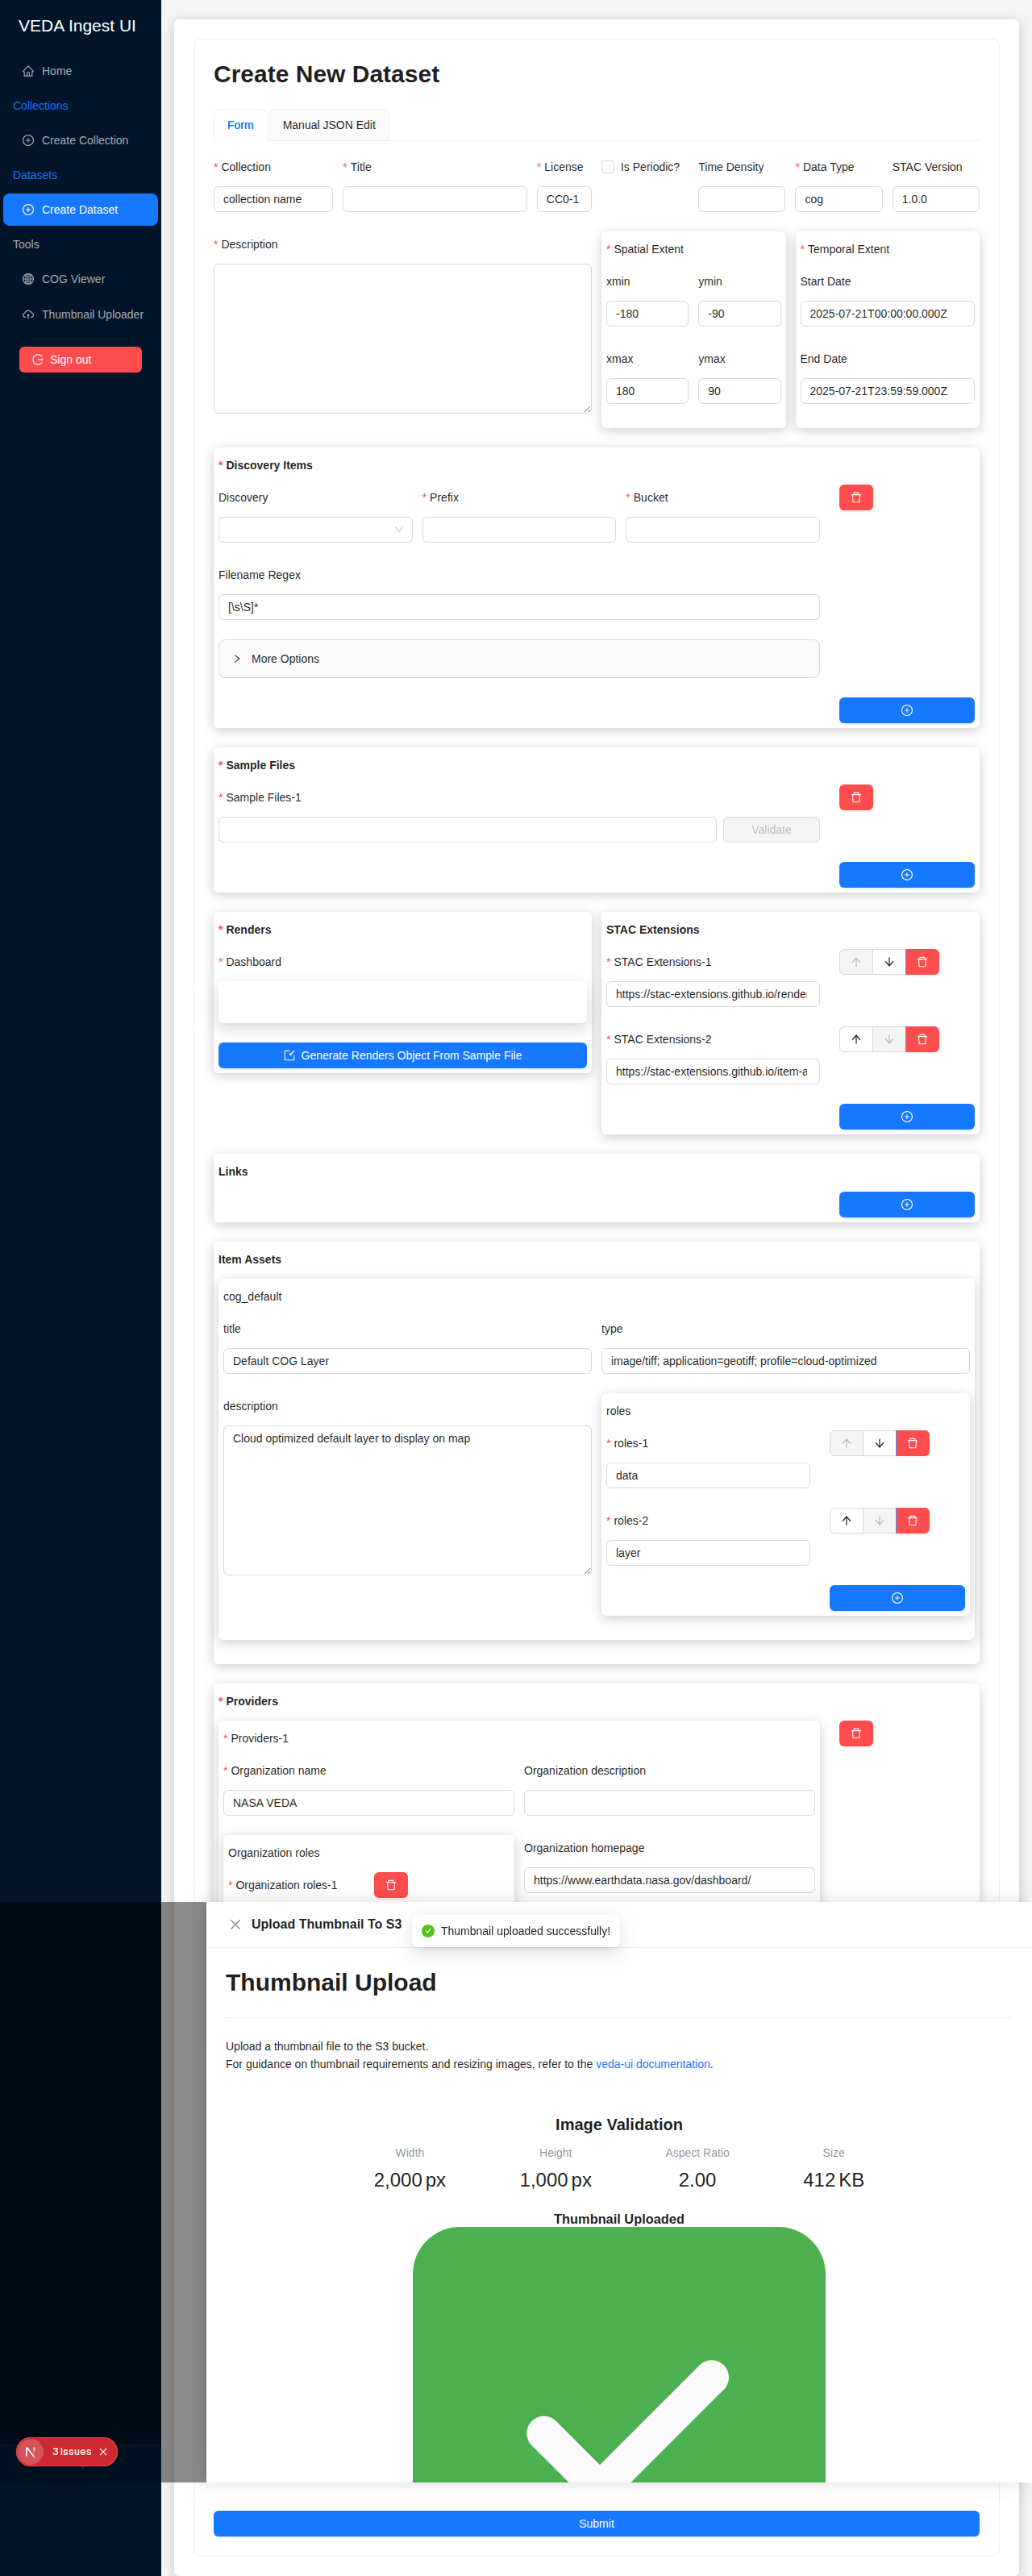 VEDA Ingest UI
Home
Collections
Create Collection
Datasets
Create Dataset
Tools
COG Viewer
Thumbnail Uploader
Sign out
Create New Dataset
Form
Manual JSON Edit
* Collection
* Title
* License
Is Periodic?
Time Density
* Data Type
STAC Version
collection name
CC0-1
cog
1.0.0
* Description
* Spatial Extent
xmin
ymin
-180
-90
xmax
ymax
180
90
* Temporal Extent
Start Date
2025-07-21T00:00:00.000Z
End Date
2025-07-21T23:59:59.000Z
* Discovery Items
Discovery
* Prefix
* Bucket
Filename Regex
[\s\S]*
More Options
* Sample Files
* Sample Files-1
Validate
* Renders
* Dashboard
Generate Renders Object From Sample File
STAC Extensions
* STAC Extensions-1
https://stac-extensions.github.io/render
* STAC Extensions-2
https://stac-extensions.github.io/item-a
Links
Item Assets
cog_default
title
type
Default COG Layer
image/tiff; application=geotiff; profile=cloud-optimized
description
Cloud optimized default layer to display on map
roles
* roles-1
data
* roles-2
layer
* Providers
* Providers-1
* Organization name
Organization description
NASA VEDA
Organization roles
* Organization roles-1
Organization homepage
https://www.earthdata.nasa.gov/dashboard/
Upload Thumbnail To S3
Thumbnail uploaded successfully!
Thumbnail Upload
Upload a thumbnail file to the S3 bucket.
For guidance on thumbnail requirements and resizing images, refer to the veda-ui documentation.
Image Validation
Width
Height
Aspect Ratio
Size
2,000 px
1,000 px
2.00
412 KB
Thumbnail Uploaded
N
3 Issues
Submit